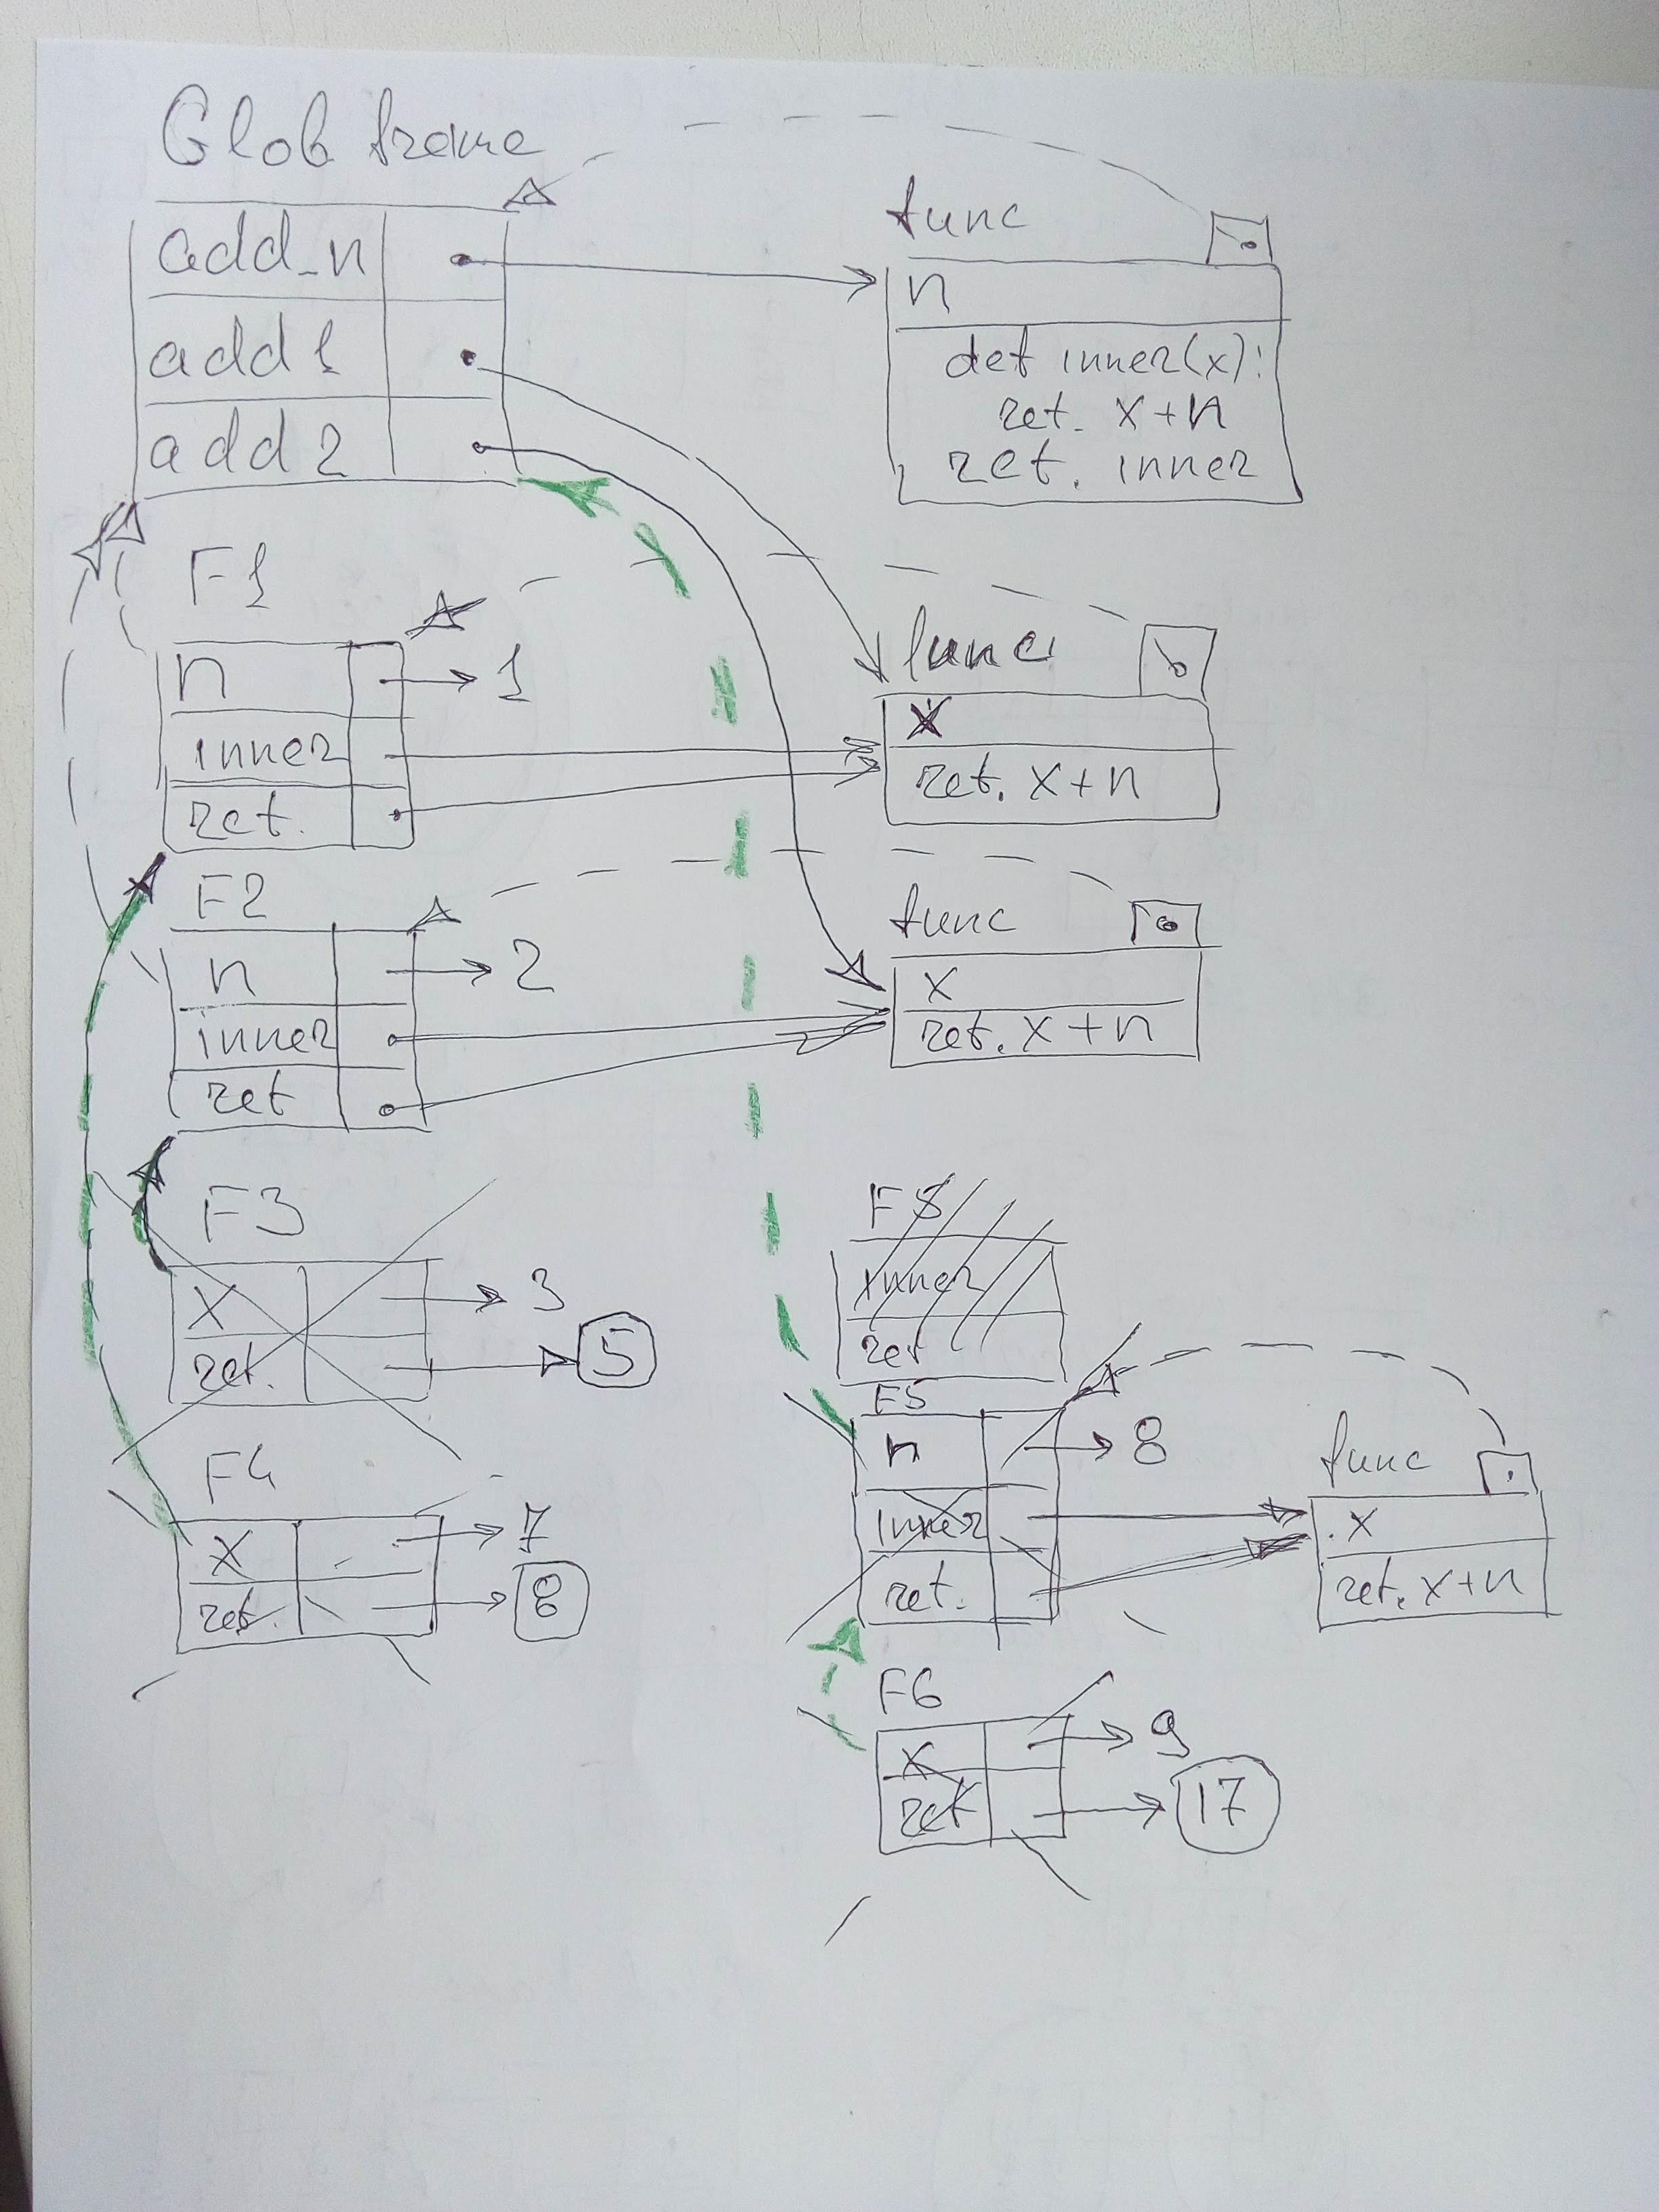 Glob frame
add_n
add1
add2
func
n
def inner(x):
ret. x+n
ret. inner
F1
n
1
inner
ret.
func
x
ret. x+n
F2
n
2
inner
ret
func
x
ret. x+n
F3
x
3
ret.
5
F4
x
7
ret.
8
F5
inner
ret
F5
n
8
inner
ret.
func
x
ret. x+n
F6
x
9
ret
17